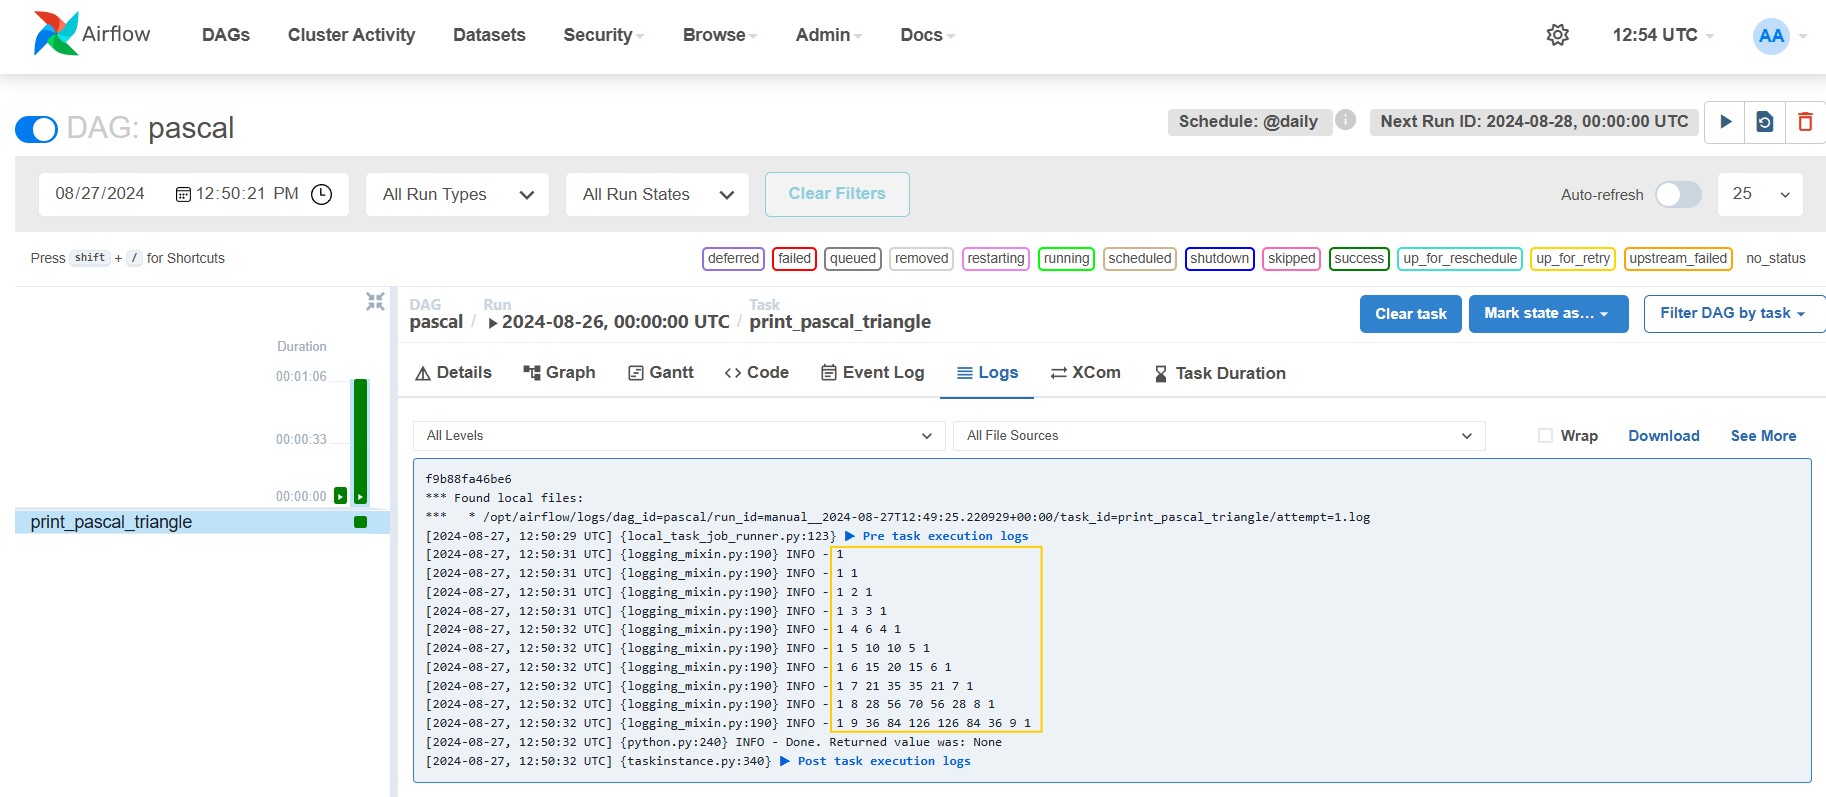 Airflow DAGs Cluster Activity Datasets Security Browse Admin Docs 12:54 UTC AA
DAG: pascal Schedule: @daily i Next Run ID: 2024-08-28, 00:00:00 UTC
08/27/2024 12:50:21 PM All Run Types All Run States Clear Filters Auto-refresh 25
Press shift + / for Shortcuts deferred failed queued removed restarting running scheduled shutdown skipped success up_for_reschedule up_for_retry upstream_failed no_status
DAG Run Task
pascal / 2024-08-26, 00:00:00 UTC / print_pascal_triangle Clear task Mark state as... Filter DAG by task
Duration
00:01:06
00:00:33
00:00:00
print_pascal_triangle
Details Graph Gantt Code Event Log Logs XCom Task Duration
All Levels All File Sources Wrap Download See More
f9b88fa46be6
*** Found local files:
***   * /opt/airflow/logs/dag_id=pascal/run_id=manual__2024-08-27T12:49:25.220929+00:00/task_id=print_pascal_triangle/attempt=1.log
[2024-08-27, 12:50:29 UTC] {local_task_job_runner.py:123} ▶ Pre task execution logs
[2024-08-27, 12:50:31 UTC] {logging_mixin.py:190} INFO - 1
[2024-08-27, 12:50:31 UTC] {logging_mixin.py:190} INFO - 1 1
[2024-08-27, 12:50:31 UTC] {logging_mixin.py:190} INFO - 1 2 1
[2024-08-27, 12:50:31 UTC] {logging_mixin.py:190} INFO - 1 3 3 1
[2024-08-27, 12:50:32 UTC] {logging_mixin.py:190} INFO - 1 4 6 4 1
[2024-08-27, 12:50:32 UTC] {logging_mixin.py:190} INFO - 1 5 10 10 5 1
[2024-08-27, 12:50:32 UTC] {logging_mixin.py:190} INFO - 1 6 15 20 15 6 1
[2024-08-27, 12:50:32 UTC] {logging_mixin.py:190} INFO - 1 7 21 35 35 21 7 1
[2024-08-27, 12:50:32 UTC] {logging_mixin.py:190} INFO - 1 8 28 56 70 56 28 8 1
[2024-08-27, 12:50:32 UTC] {logging_mixin.py:190} INFO - 1 9 36 84 126 126 84 36 9 1
[2024-08-27, 12:50:32 UTC] {python.py:240} INFO - Done. Returned value was: None
[2024-08-27, 12:50:32 UTC] {taskinstance.py:340} ▶ Post task execution logs